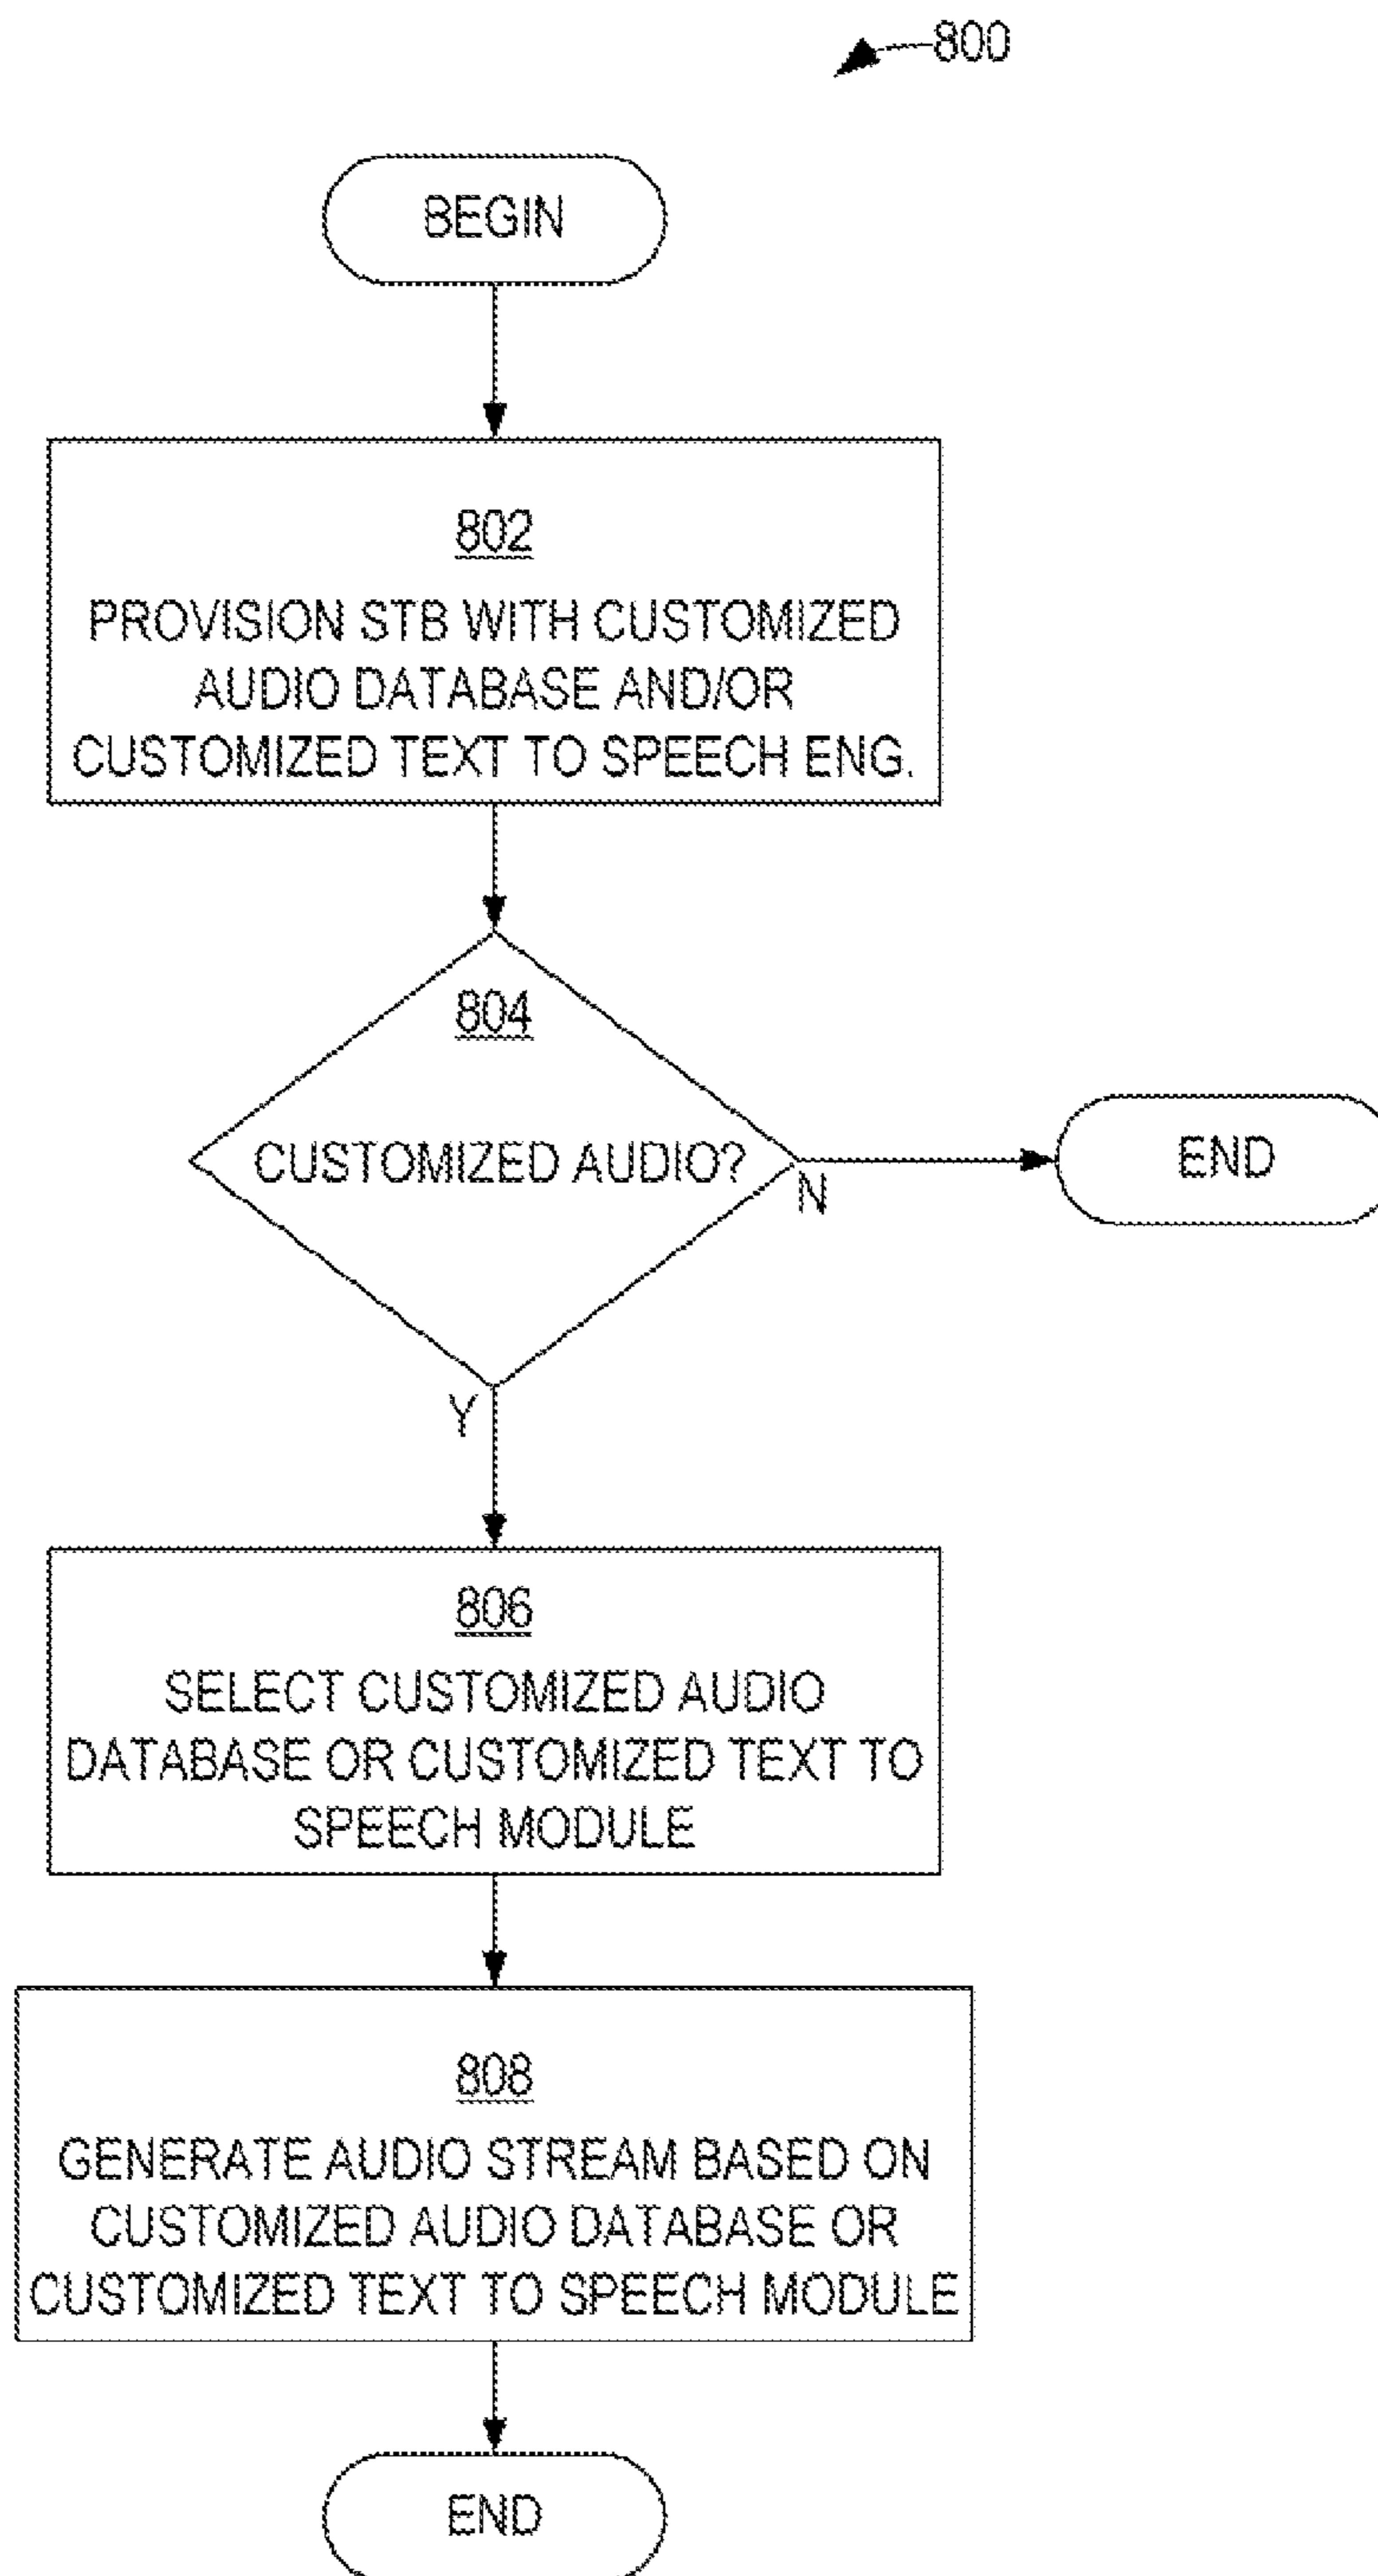 800
BEGIN
802
PROVISION STB WITH CUSTOMIZED
AUDIO DATABASE AND/OR
CUSTOMIZED TEXT TO SPEECH ENG.
804
CUSTOMIZED AUDIO?
N
END
Y
806
SELECT CUSTOMIZED AUDIO
DATABASE OR CUSTOMIZED TEXT TO
SPEECH MODULE
808
GENERATE AUDIO STREAM BASED ON
CUSTOMIZED AUDIO DATABASE OR
CUSTOMIZED TEXT TO SPEECH MODULE
END